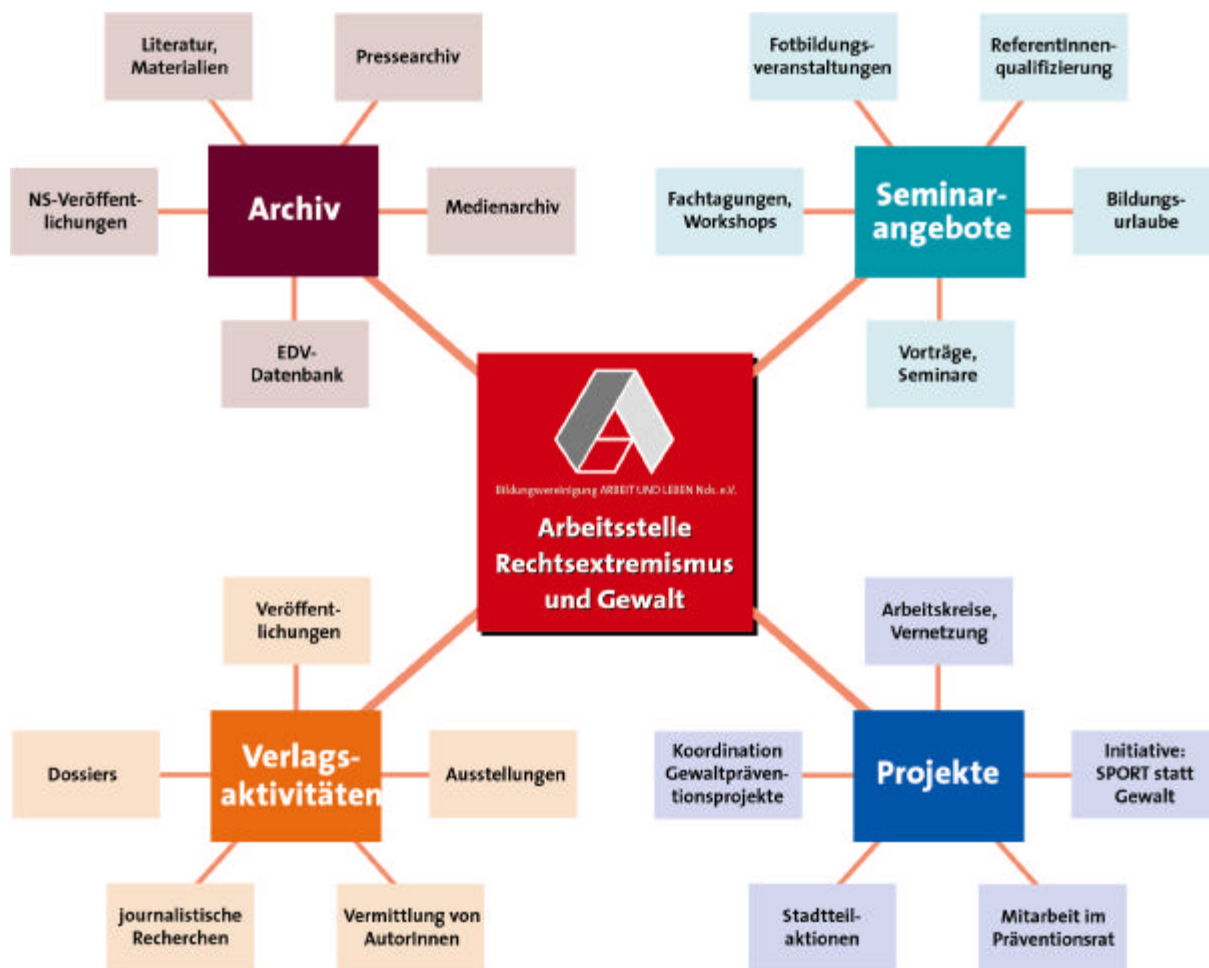 Literatur,
Materialien
Pressearchiv
NS-Veröffent-
lichungen
Archiv
Medienarchiv
EDV-
Datenbank
Fotbildungs-
veranstaltungen
ReferentInnen-
qualifizierung
Fachtagungen,
Workshops
Seminar-
angebote
Bildungs-
urlaube
Vorträge,
Seminare
Bildungsvereinigung ARBEIT UND LEBEN Nds. e.V.
Arbeitsstelle
Rechtsextremismus
und Gewalt
Veröffent-
lichungen
Dossiers
Verlags-
aktivitäten
Ausstellungen
journalistische
Recherchen
Vermittlung von
AutorInnen
Arbeitskreise,
Vernetzung
Koordination
Gewaltpräven-
tionsprojekte
Projekte
Initiative:
SPORT statt
Gewalt
Stadtteil-
aktionen
Mitarbeit im
Präventionsrat